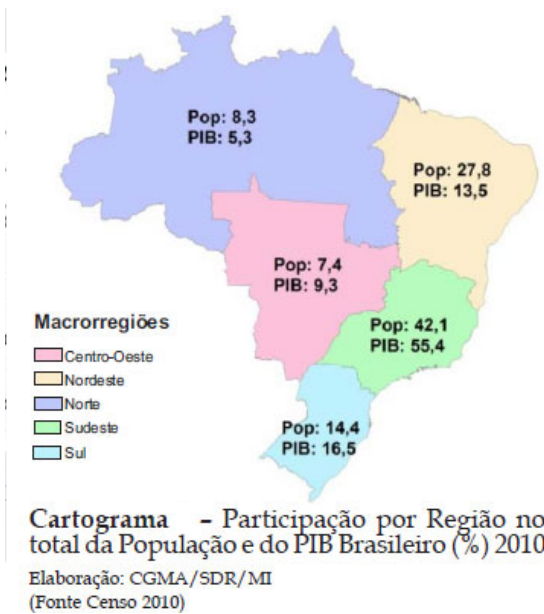 Pop: 8,3
PIB: 5,3
Pop: 27,8
PIB: 13,5
Pop: 7,4
PIB: 9,3
Pop: 42,1
PIB: 55,4
Pop: 14,4
PIB: 16,5
Macrorregiões
Centro-Oeste
Nordeste
Norte
Sudeste
Sul
Cartograma – Participação por Região no
total da População e do PIB Brasileiro (%) 2010
Elaboração: CGMA/SDR/MI
(Fonte Censo 2010)